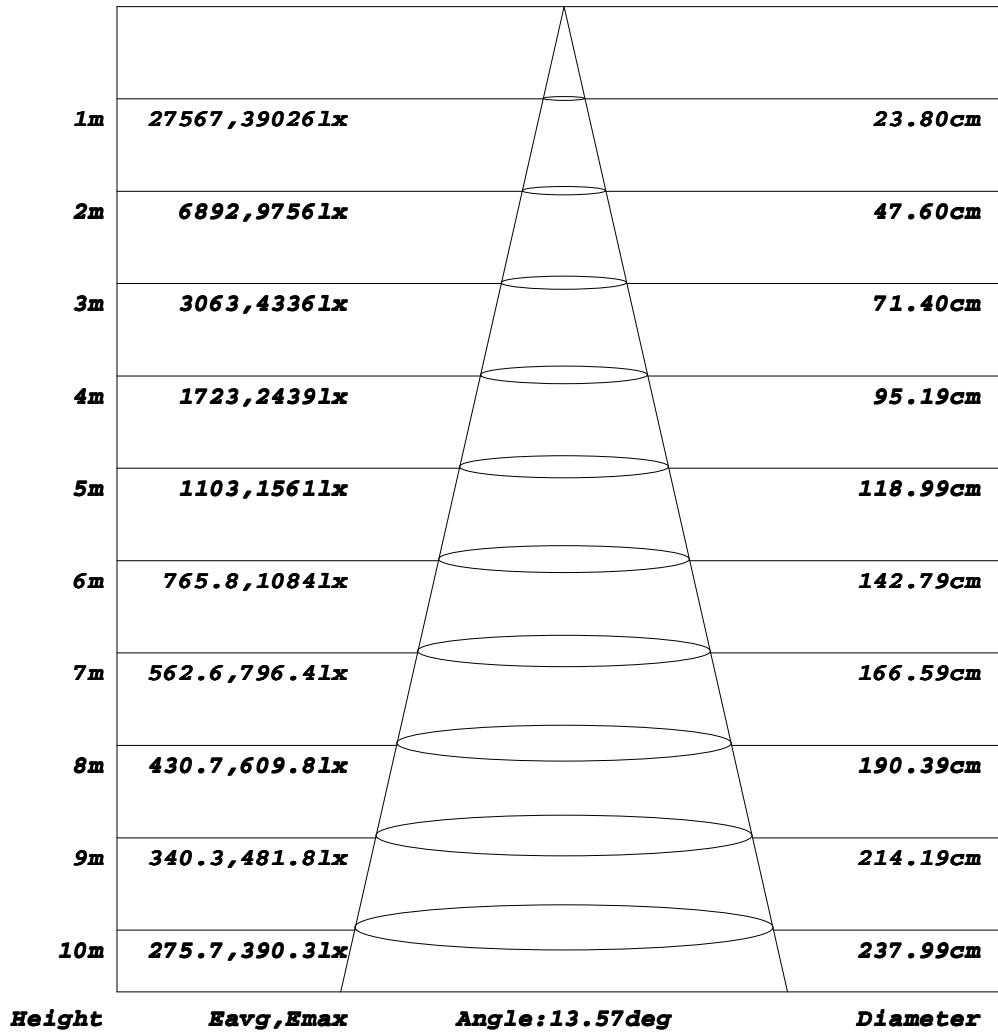 1m 27567,39026lx 23.80cm
2m 6892,9756lx 47.60cm
3m 3063,4336lx 71.40cm
4m 1723,2439lx 95.19cm
5m 1103,1561lx 118.99cm
6m 765.8,1084lx 142.79cm
7m 562.6,796.4lx 166.59cm
8m 430.7,609.8lx 190.39cm
9m 340.3,481.8lx 214.19cm
10m 275.7,390.3lx 237.99cm
Height Eavg,Emax Angle:13.57deg Diameter